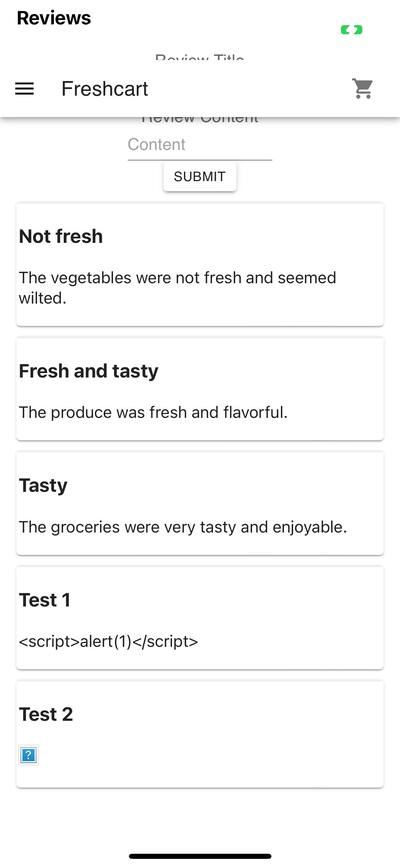 Reviews
Review Title
Freshcart
Review Content
Content
SUBMIT
Not fresh
The vegetables were not fresh and seemed
wilted.
Fresh and tasty
The produce was fresh and flavorful.
Tasty
The groceries were very tasty and enjoyable.
Test 1
<script>alert(1)</script>
Test 2
?